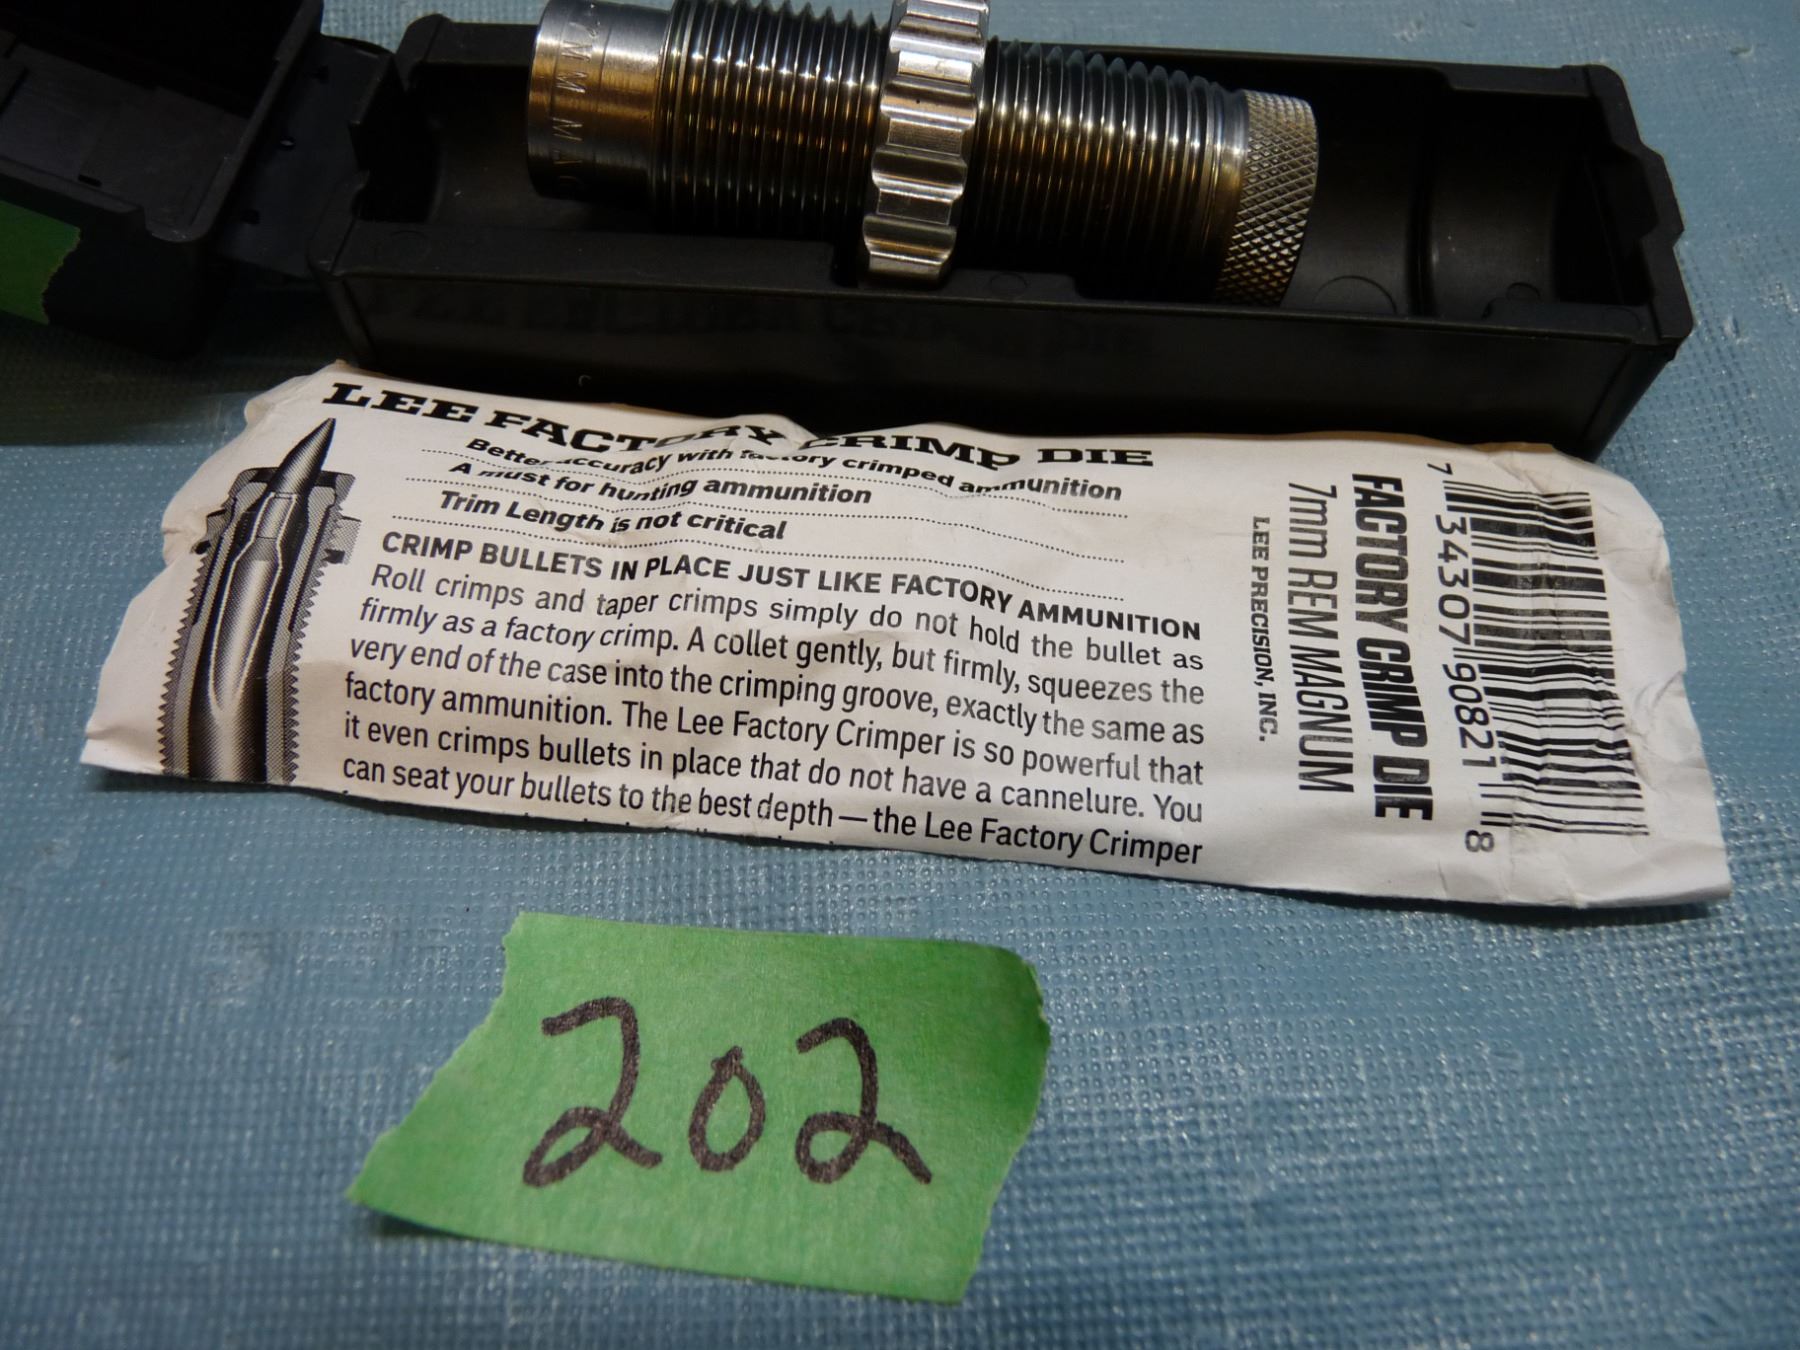 7MM MAG
LEE FACTORY CRIMP DIE
Better accuracy with factory crimped ammunition
A must for hunting ammunition
Trim Length is not critical
CRIMP BULLETS IN PLACE JUST LIKE FACTORY AMMUNITION
Roll crimps and taper crimps simply do not hold the bullet as
firmly as a factory crimp. A collet gently, but firmly, squeezes the
very end of the case into the crimping groove, exactly the same as
factory ammunition. The Lee Factory Crimper is so powerful that
it even crimps bullets in place that do not have a cannelure. You
can seat your bullets to the best depth — the Lee Factory Crimper
LEE PRECISION, INC.
7mm REM MAGNUM
FACTORY CRIMP DIE
7 34307 90821 8
202